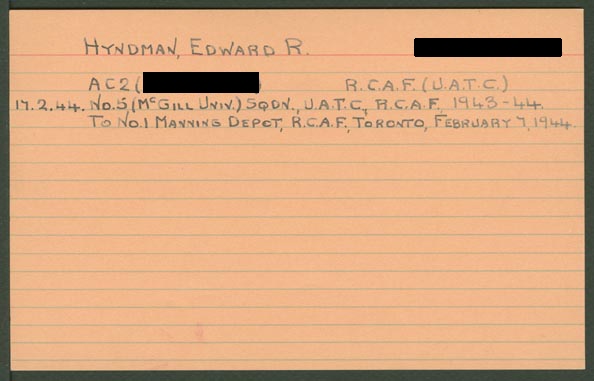 HYNDMAN, EDWARD R.
AC2 ( ) R.C.A.F. (U.A.T.C.)
17.2.44. No.5 (McGILL UNIV.) SQDN., U.A.T.C., R.C.A.F. 1943-44.
To No.1 MANNING DEPOT, R.C.A.F., TORONTO, FEBRUARY 7, 1944.